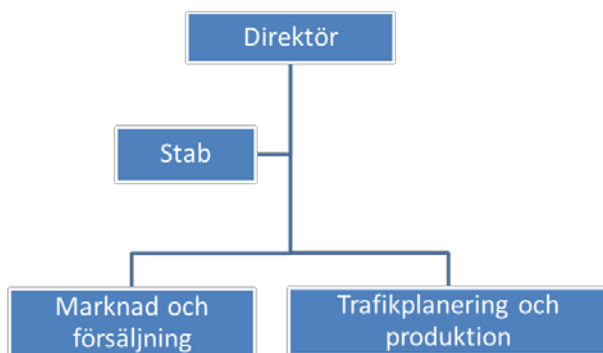 Direktör
Stab
Marknad och
försäljning
Trafikplanering och
produktion